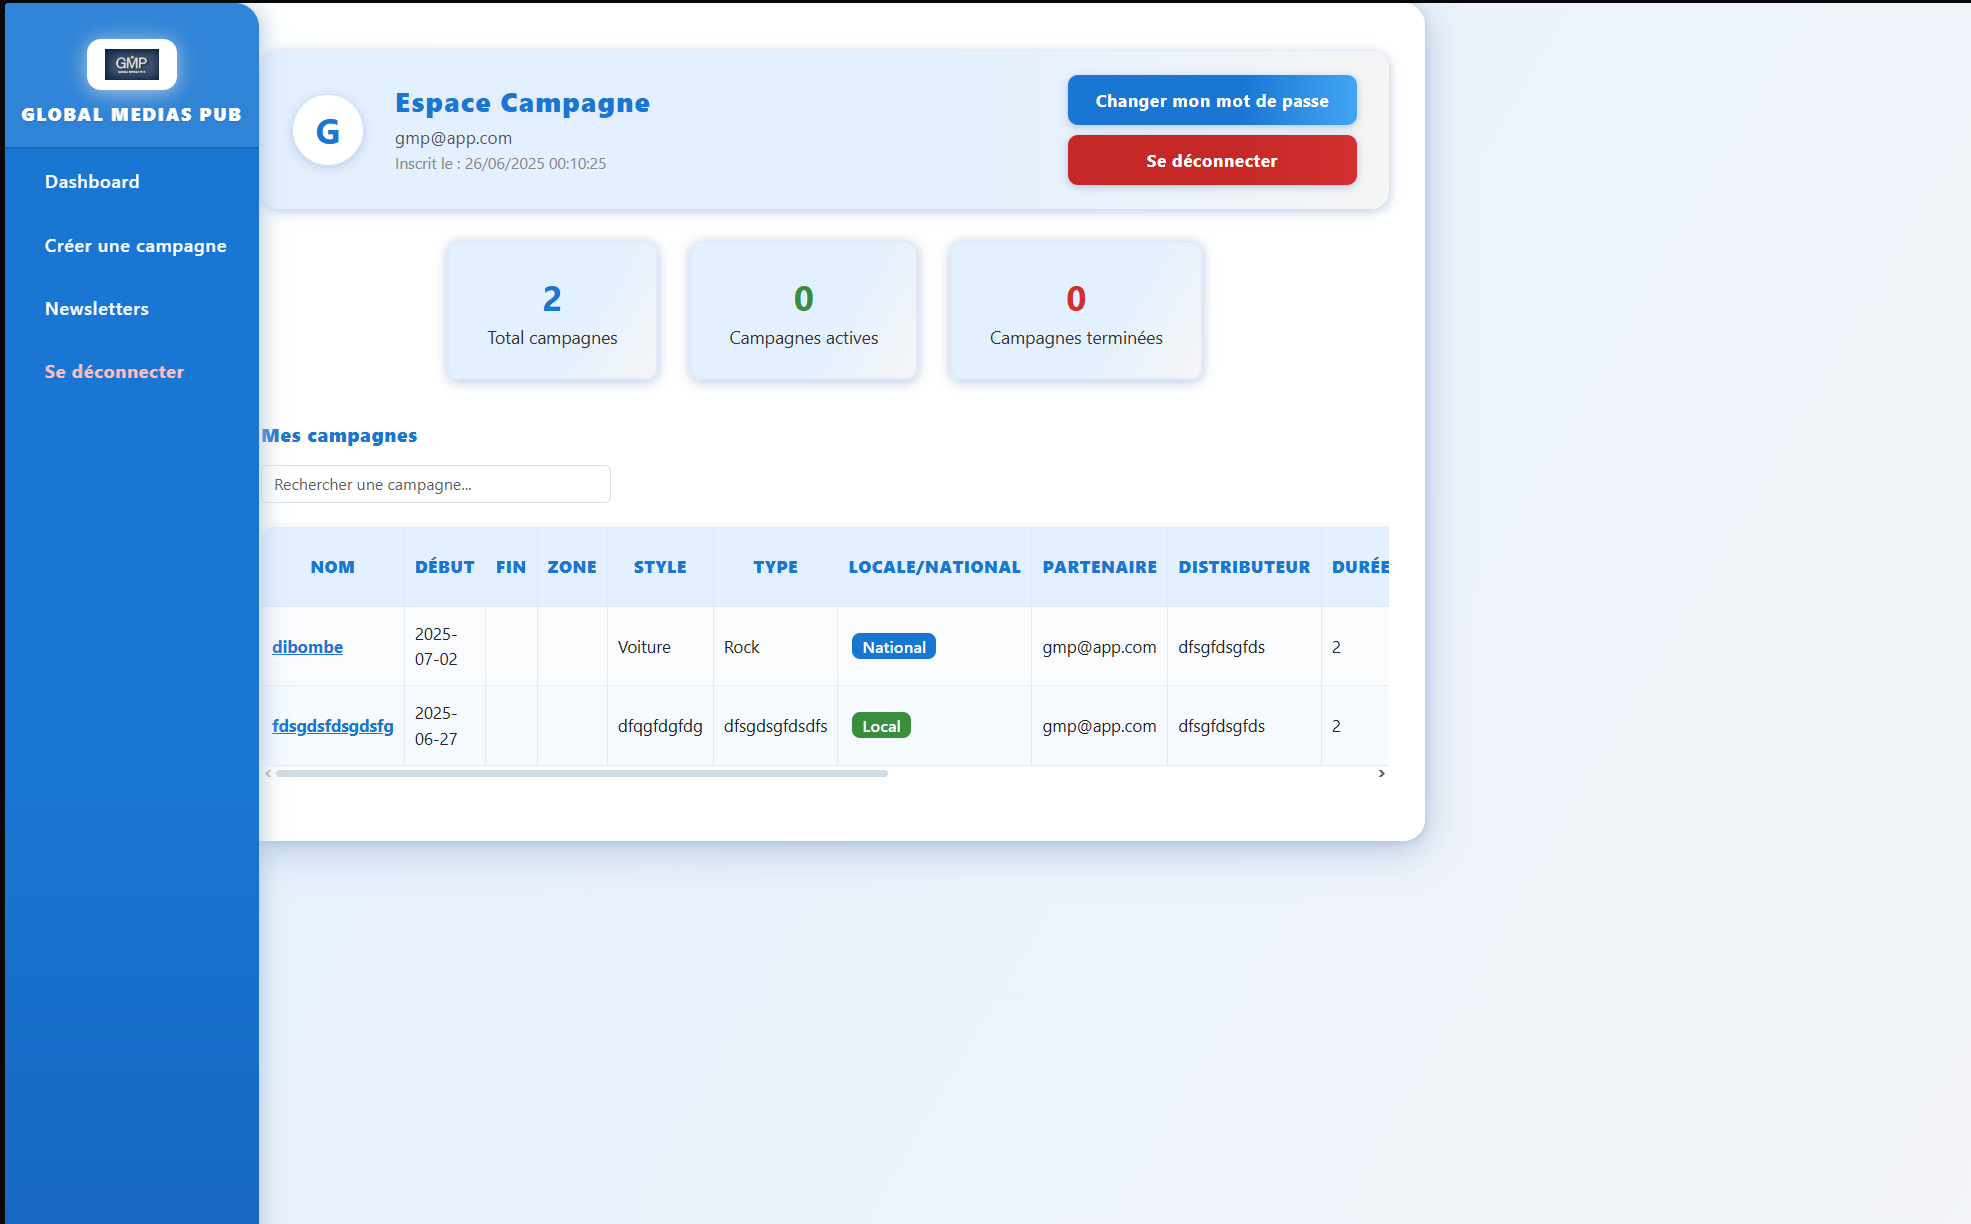 GMP
GLOBAL MEDIAS PUB
Dashboard
Créer une campagne
Newsletters
Se déconnecter
G
Espace Campagne
gmp@app.com
Inscrit le : 26/06/2025 00:10:25
Changer mon mot de passe
Se déconnecter
2
Total campagnes
0
Campagnes actives
0
Campagnes terminées
Mes campagnes
Rechercher une campagne...
NOM DÉBUT FIN ZONE STYLE TYPE LOCALE/NATIONAL PARTENAIRE DISTRIBUTEUR DURÉE
dibombe 2025-07-02 Voiture Rock National gmp@app.com dfsgfdsgfds 2
fdsgdsfdsgdsfg 2025-06-27 dfqgfdgfdg dfsgdsgfdsdfs Local gmp@app.com dfsgfdsgfds 2